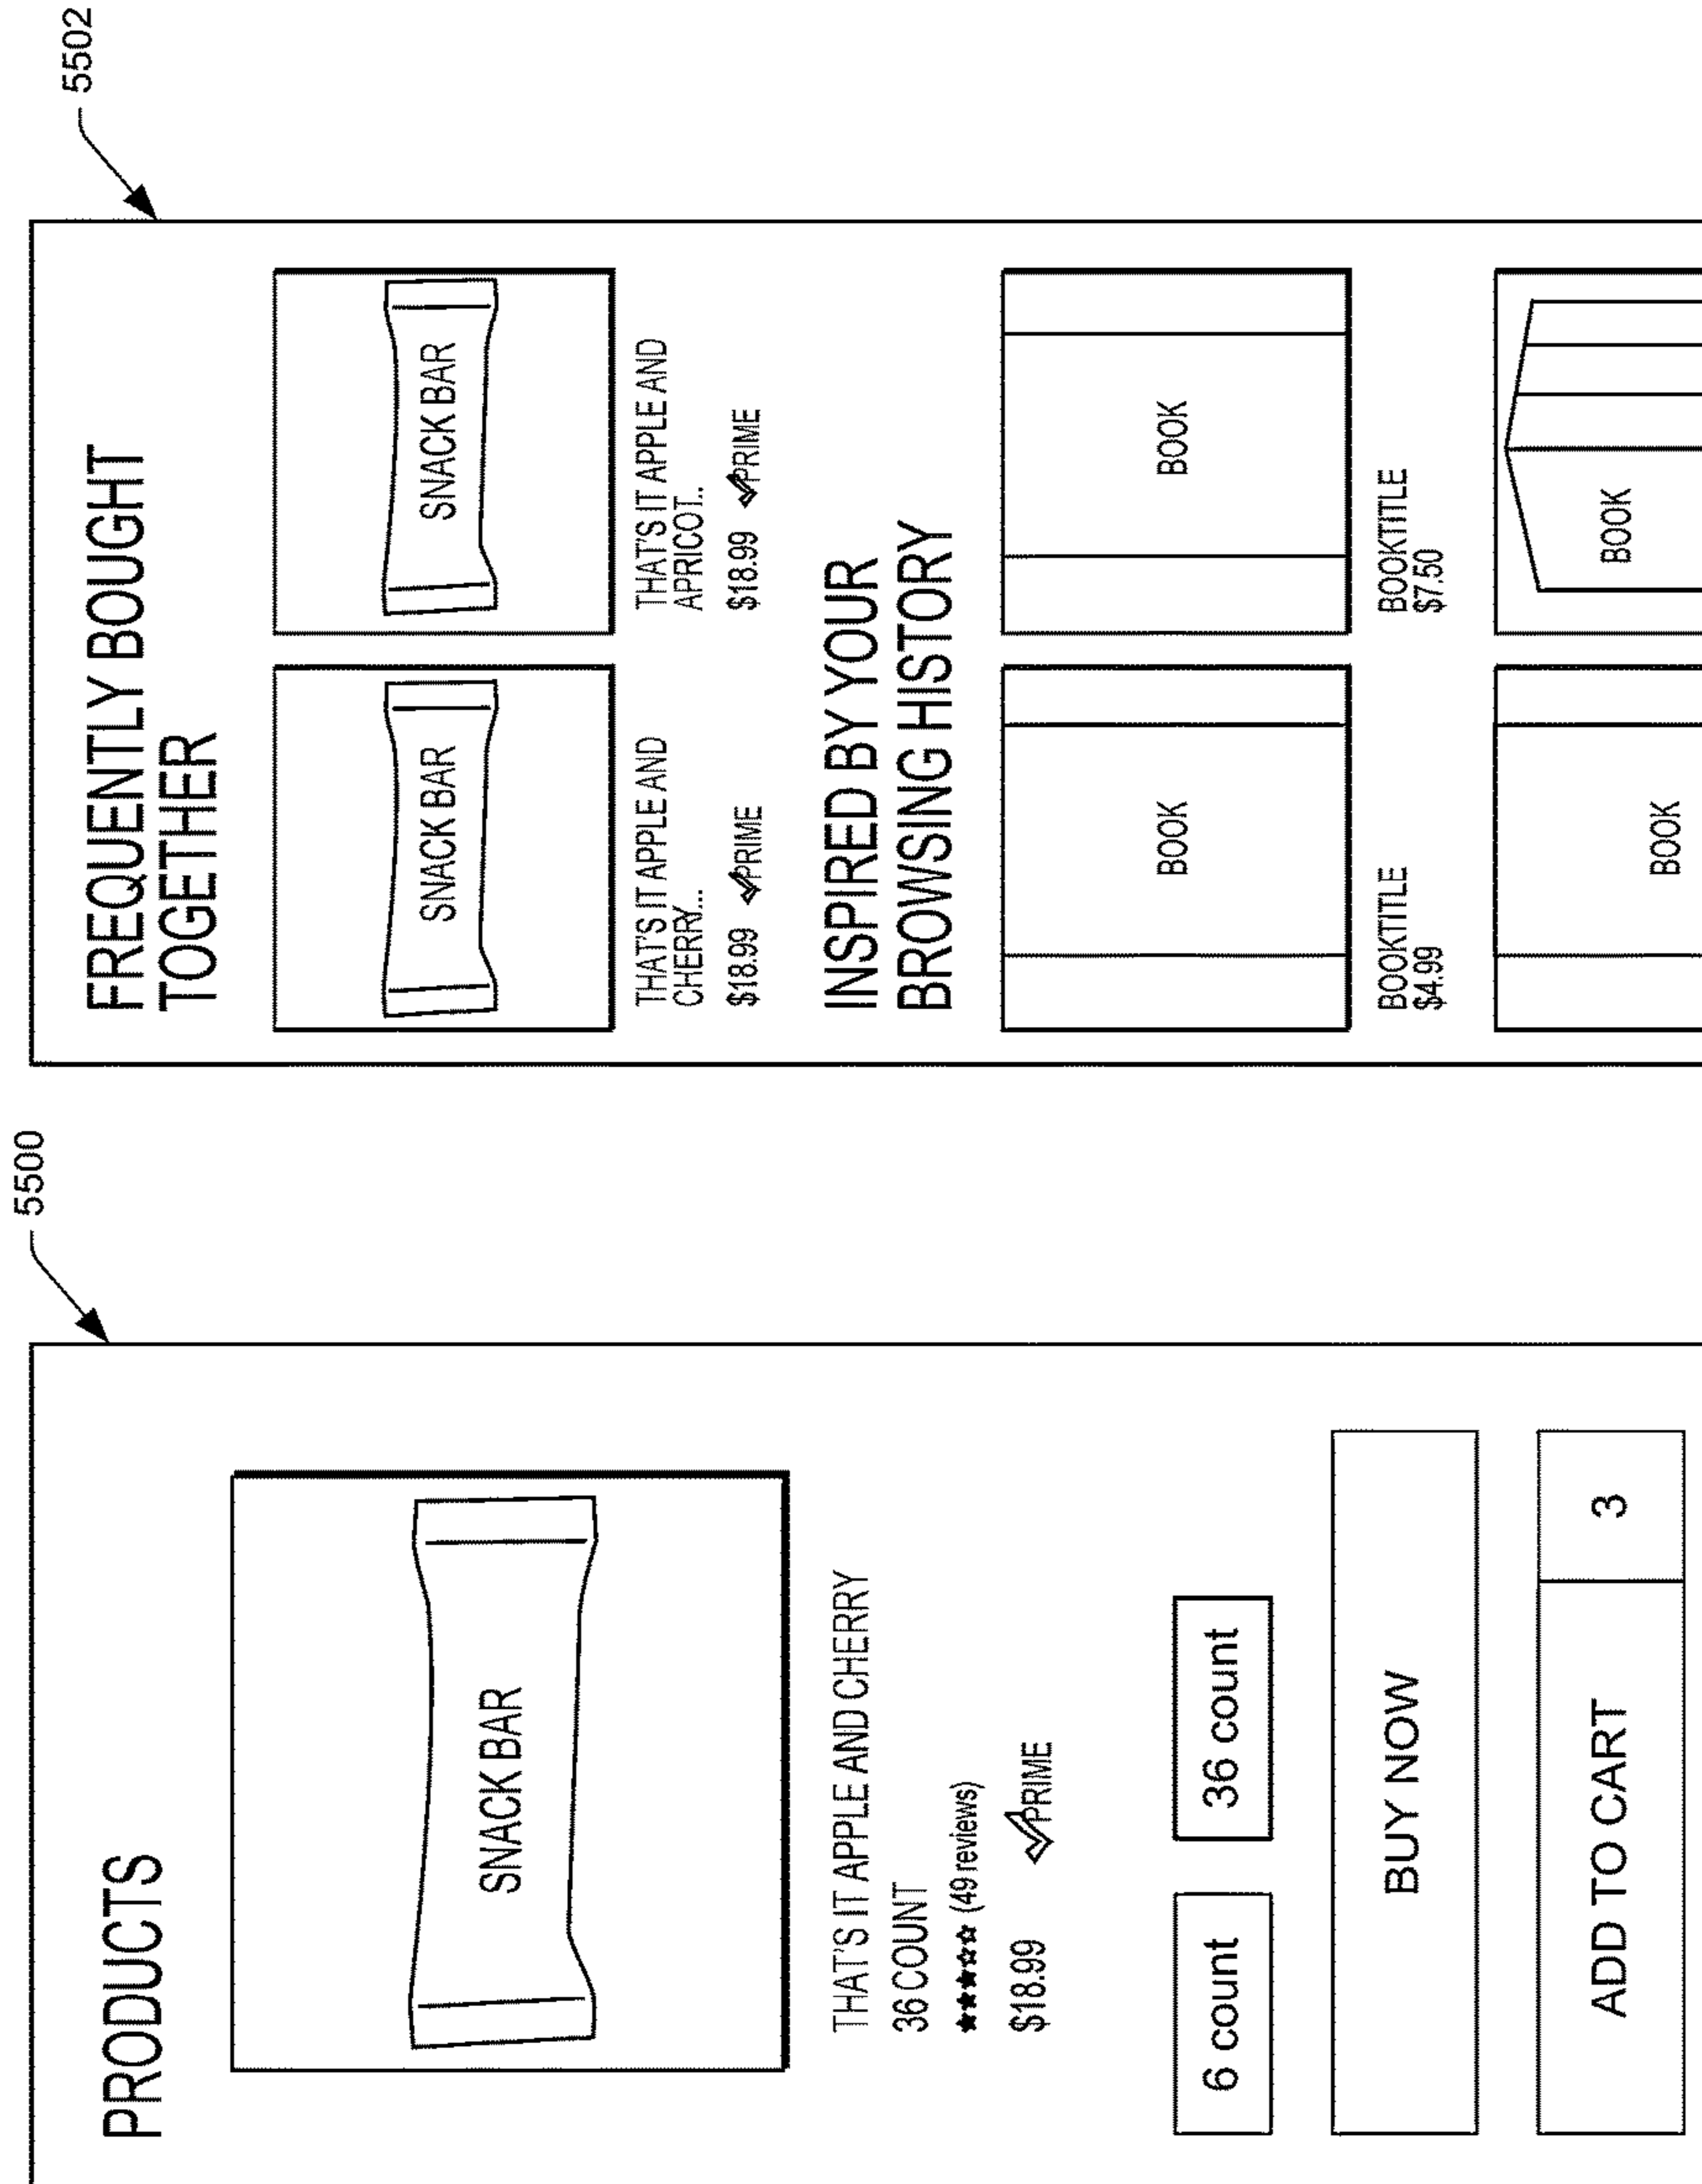 5500
PRODUCTS
SNACK BAR
THAT'S IT APPLE AND CHERRY
36 COUNT
★★★☆☆ (49 reviews)
$18.99 PRIME
6 count 36 count
BUY NOW
ADD TO CART 3
5502
FREQUENTLY BOUGHT
TOGETHER
SNACK BAR SNACK BAR
THAT'S IT APPLE AND THAT'S IT APPLE AND
CHERRY... APRICOT..
$18.99 PRIME $18.99 PRIME
INSPIRED BY YOUR
BROWSING HISTORY
BOOK BOOK
BOOKTITLE BOOKTITLE
$4.99 $7.50
BOOK BOOK